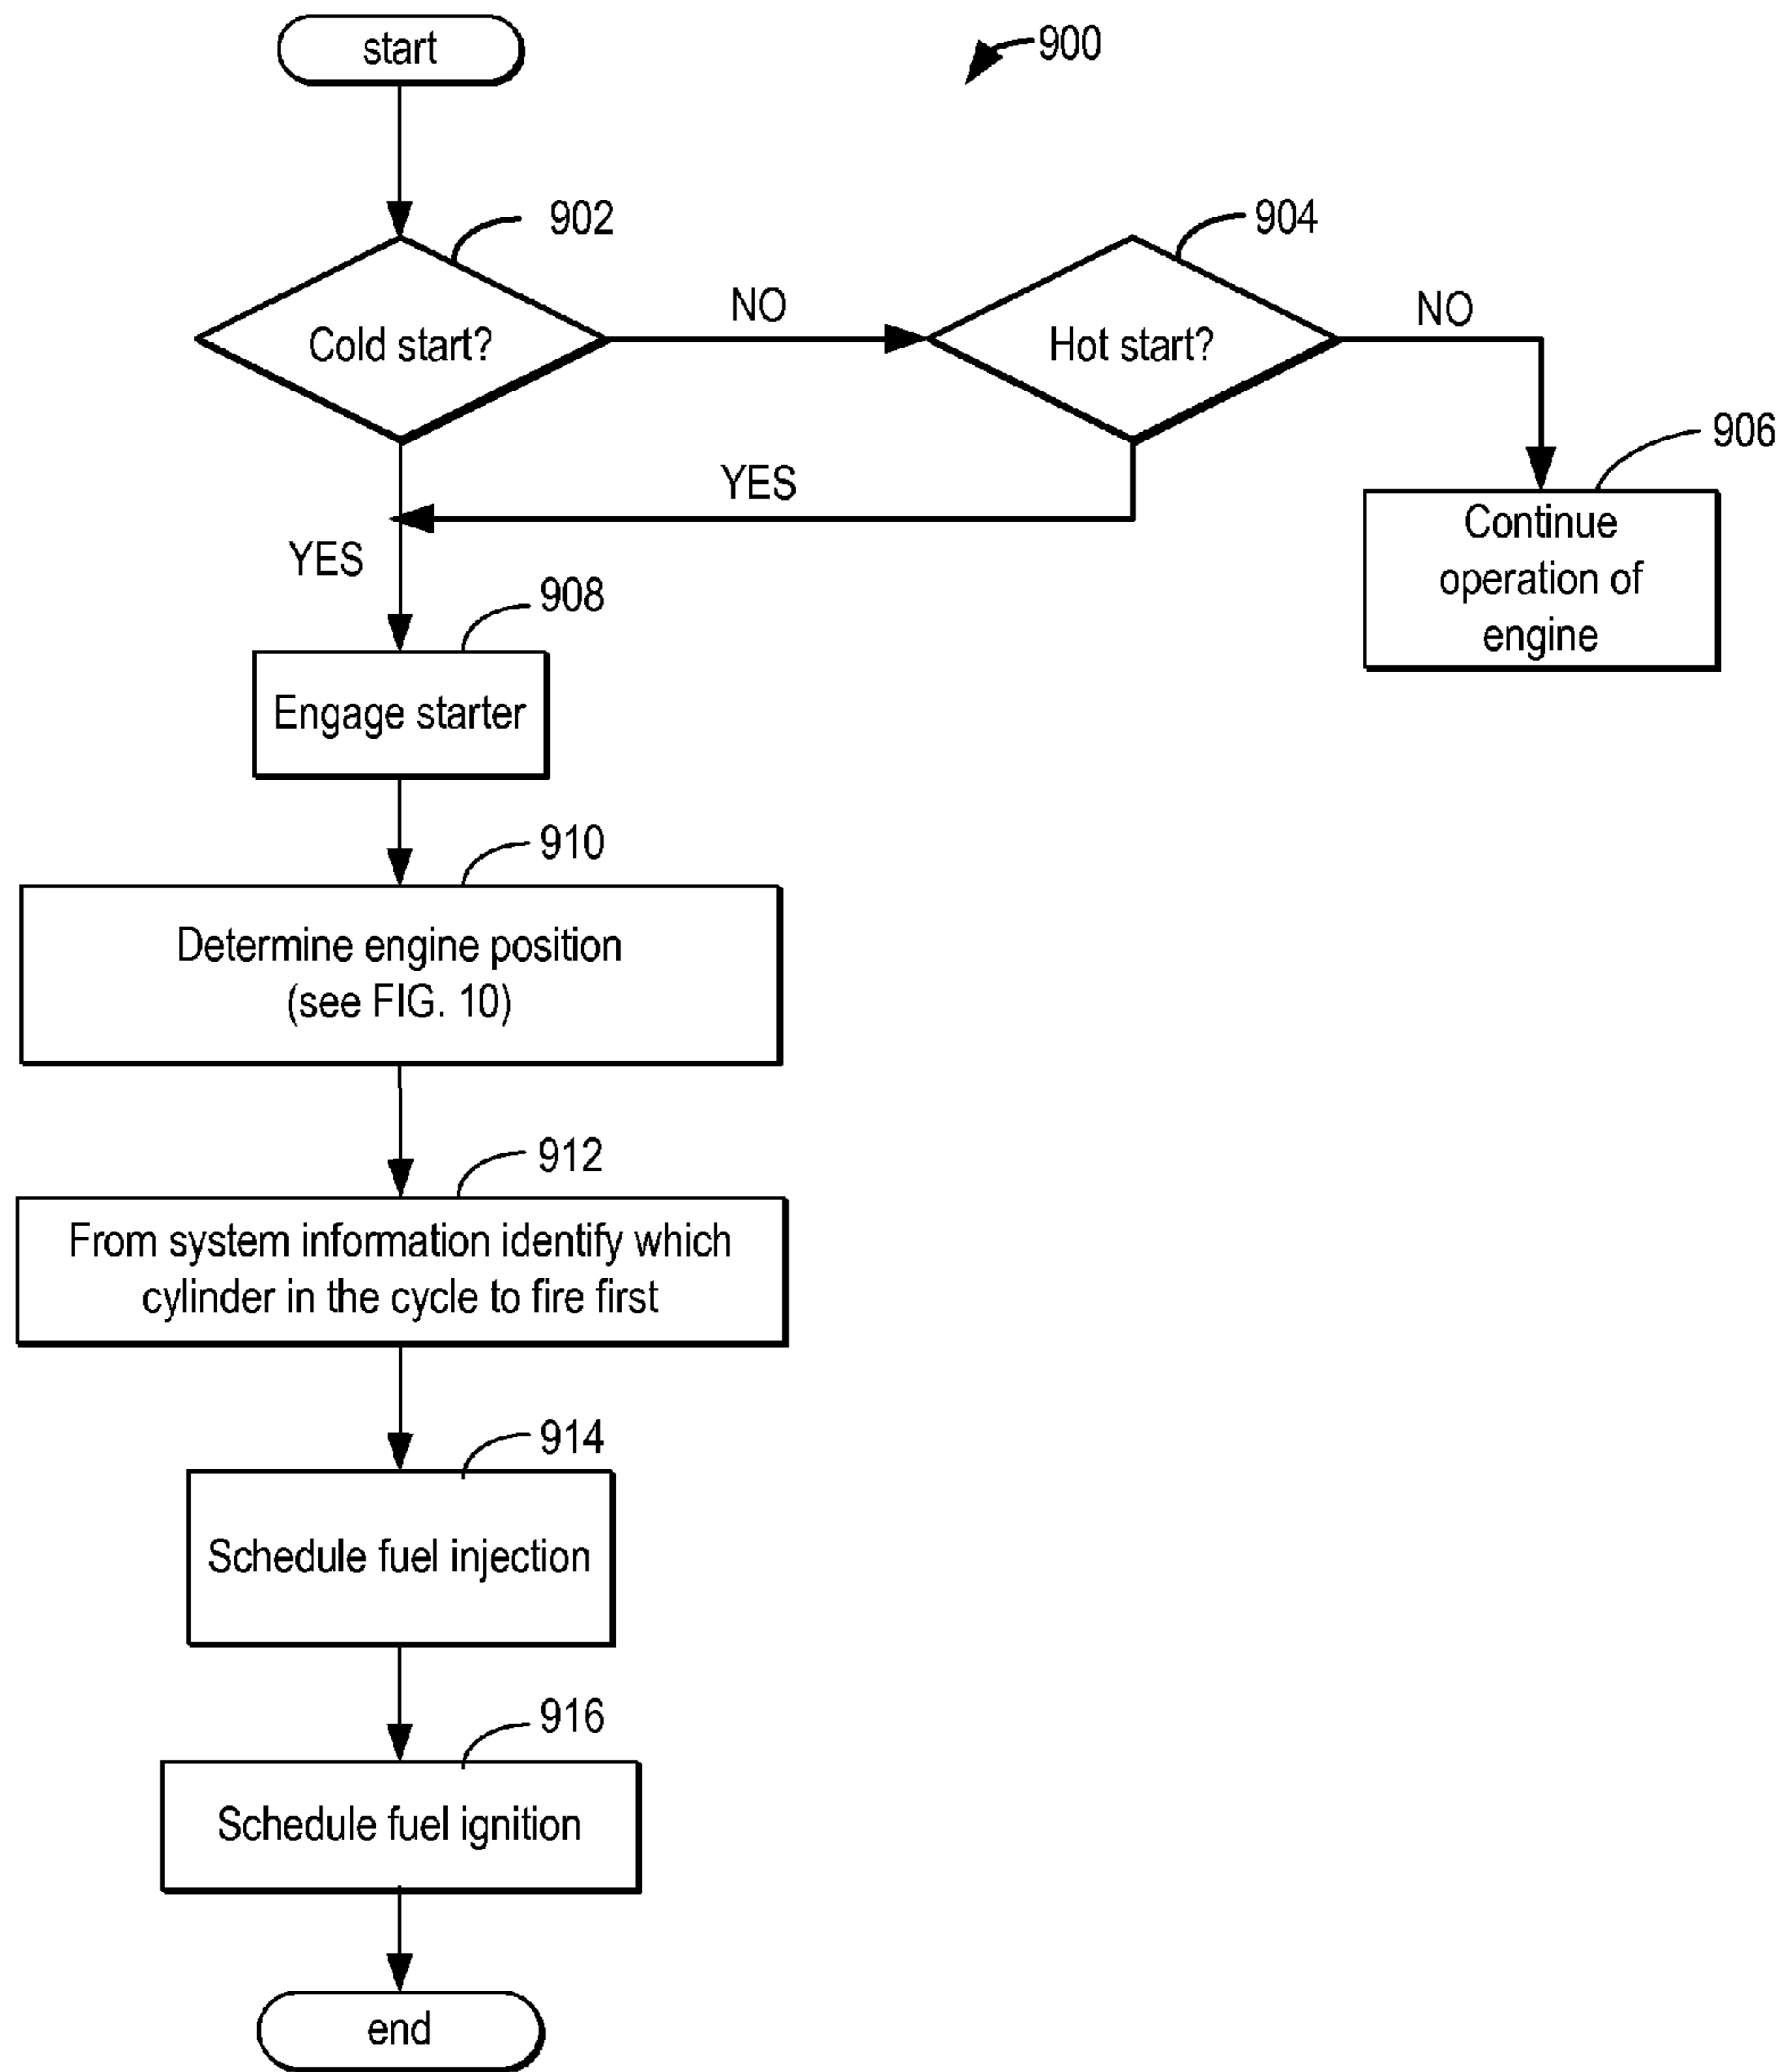 start
900
902
904
Cold start?
NO
Hot start?
NO
906
YES
YES
Continue
operation of
engine
908
Engage starter
910
Determine engine position
(see FIG. 10)
912
From system information identify which
cylinder in the cycle to fire first
914
Schedule fuel injection
916
Schedule fuel ignition
end